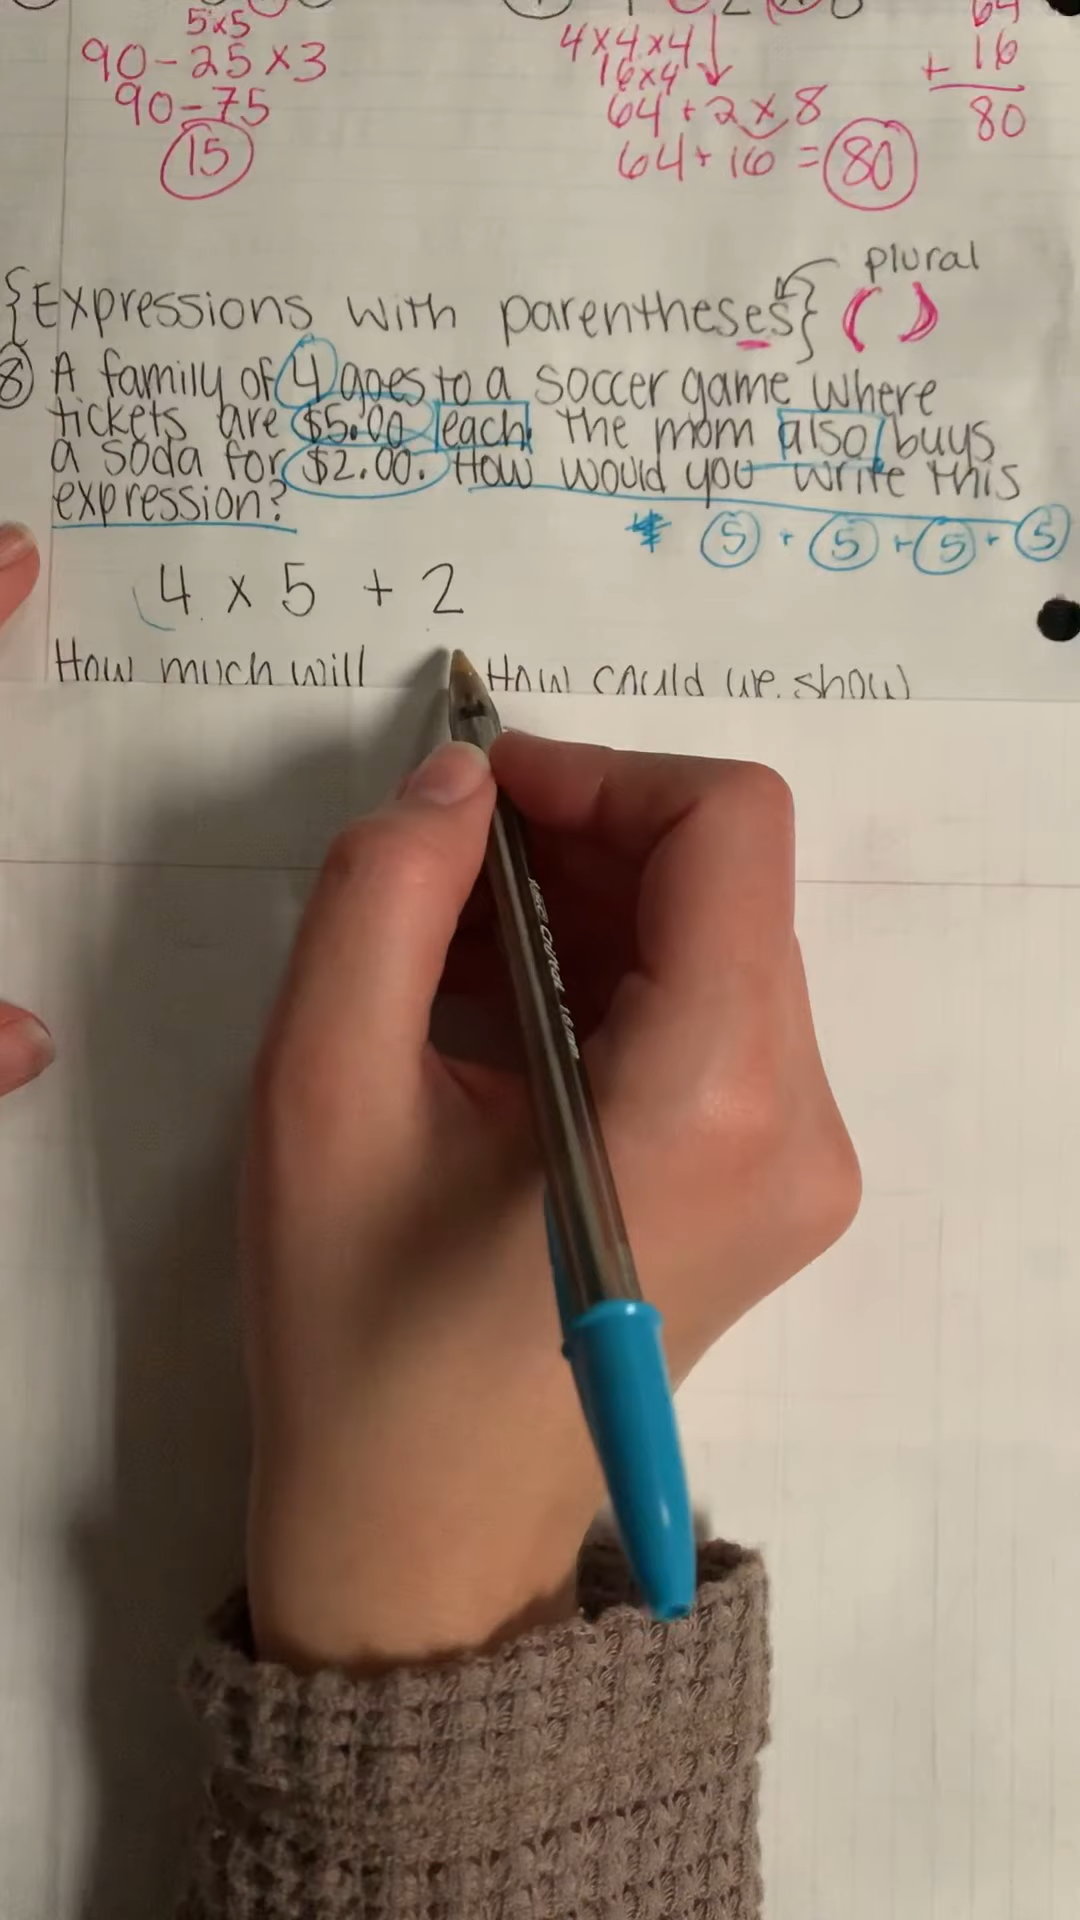 5x5
90-25x3
90-75
15
4x4x4
16x4
64+2x8
64+16=80
64
+16
80
plural
{Expressions with parentheses} ( )
8 A family of 4 goes to a soccer game where
tickets are $5.00 each. The mom also buys
a soda for $2.00. How would you write this
expression?
* 5 + 5 + 5 + 5
4 x 5 + 2
How much will
How could we show